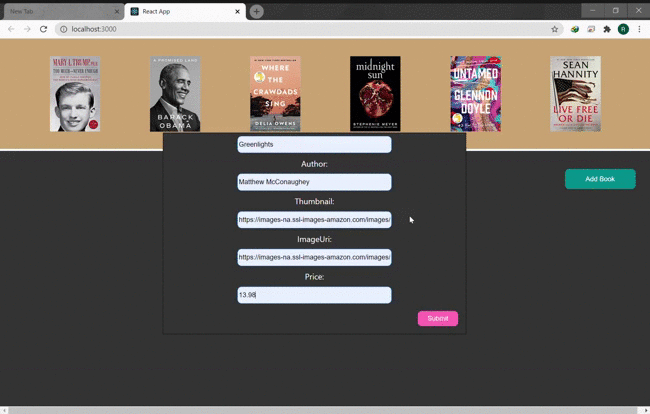 New Tab
React App
localhost:3000
R
MARY L. TRUMP, PH.D.
TOO MUCH AND NEVER ENOUGH
A PROMISED LAND
BARACK
OBAMA
WHERE
THE
CRAWDADS
SING
DELIA OWENS
midnight
sun
STEPHENIE MEYER
UNTAMED
GLENNON
DOYLE
SEAN
HANNITY
LIVE FREE
OR DIE
Greenlights
Author:
Matthew McConaughey
Thumbnail:
https://images-na.ssl-images-amazon.com/images/
ImageUri:
https://images-na.ssl-images-amazon.com/images/
Price:
13.98
Submit
Add Book